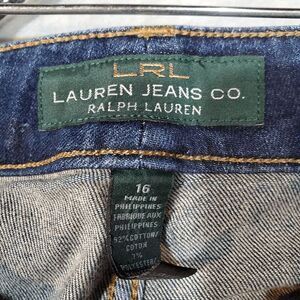 LRL
LAUREN JEANS CO.
RALPH LAUREN
16
MADE IN
PHILIPPINES
FABRIQUE AUX
PHILIPPINES
92% COTTON/
COTON
7%
POLYESTER/